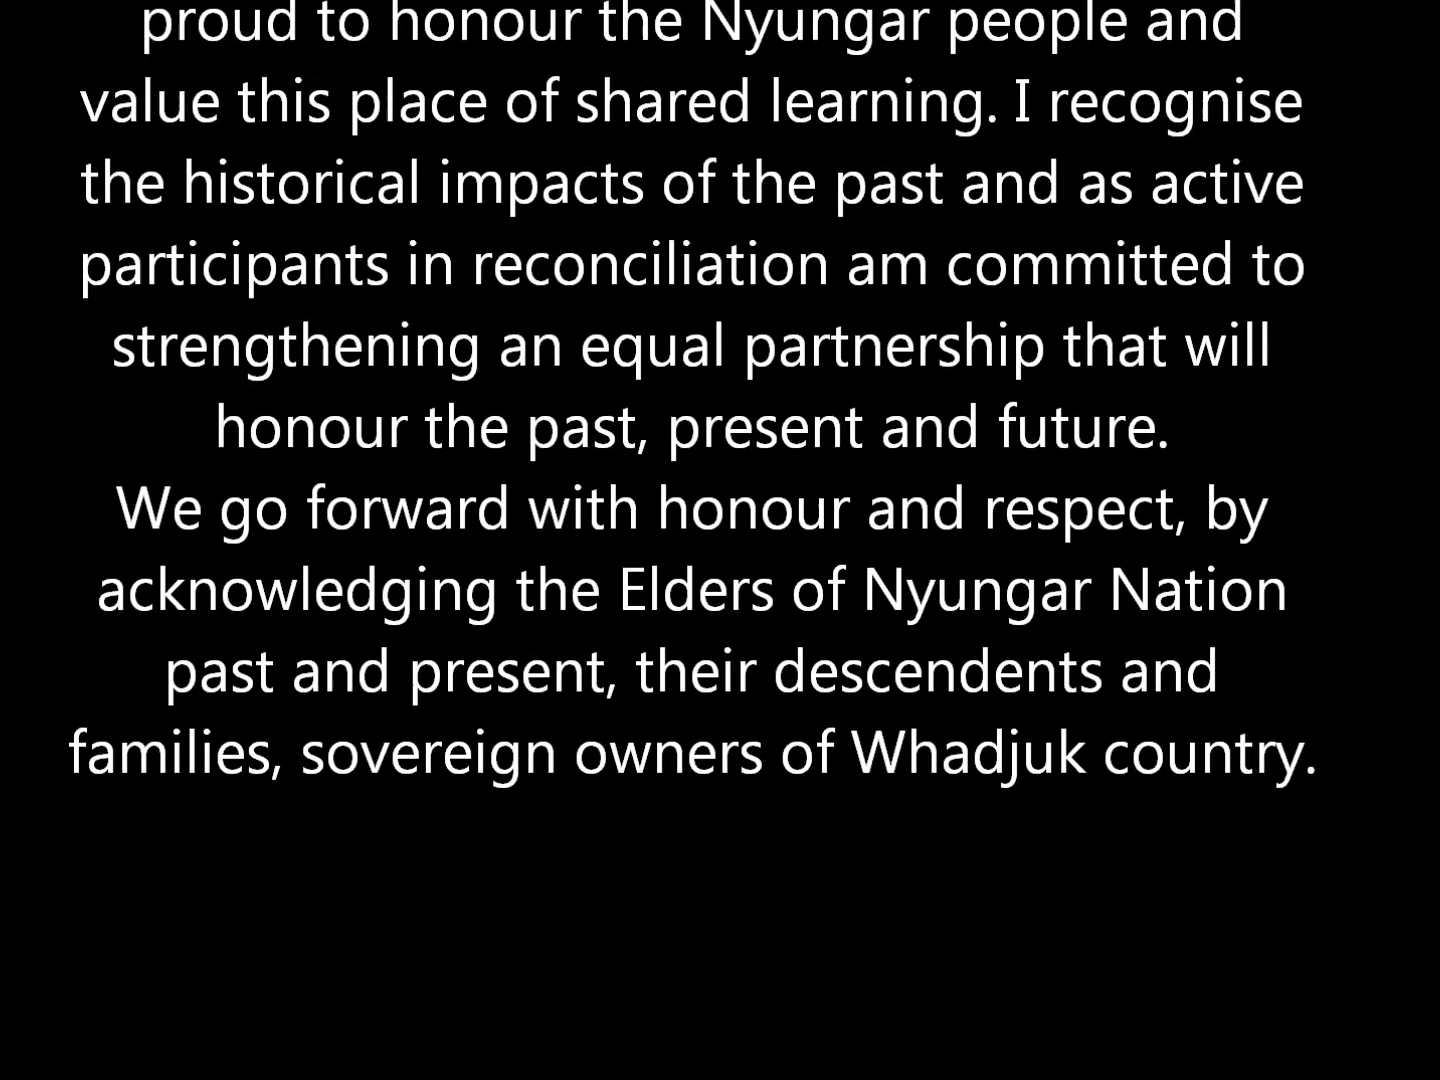 proud to honour the Nyungar people and
value this place of shared learning. I recognise
the historical impacts of the past and as active
participants in reconciliation am committed to
strengthening an equal partnership that will
honour the past, present and future.
We go forward with honour and respect, by
acknowledging the Elders of Nyungar Nation
past and present, their descendents and
families, sovereign owners of Whadjuk country.